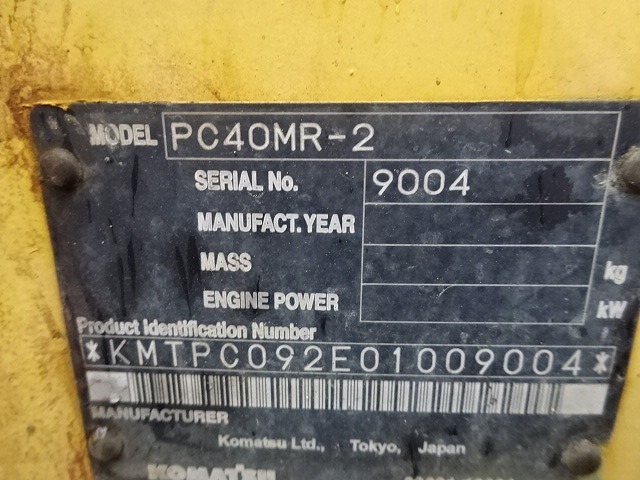 MODEL PC40MR-2
SERIAL No. 9004
MANUFACT. YEAR
MASS kg
ENGINE POWER kW
Product Identification Number
*KMTPC092E01009004*
MANUFACTURER
Komatsu Ltd., Tokyo, Japan
KOMATSU